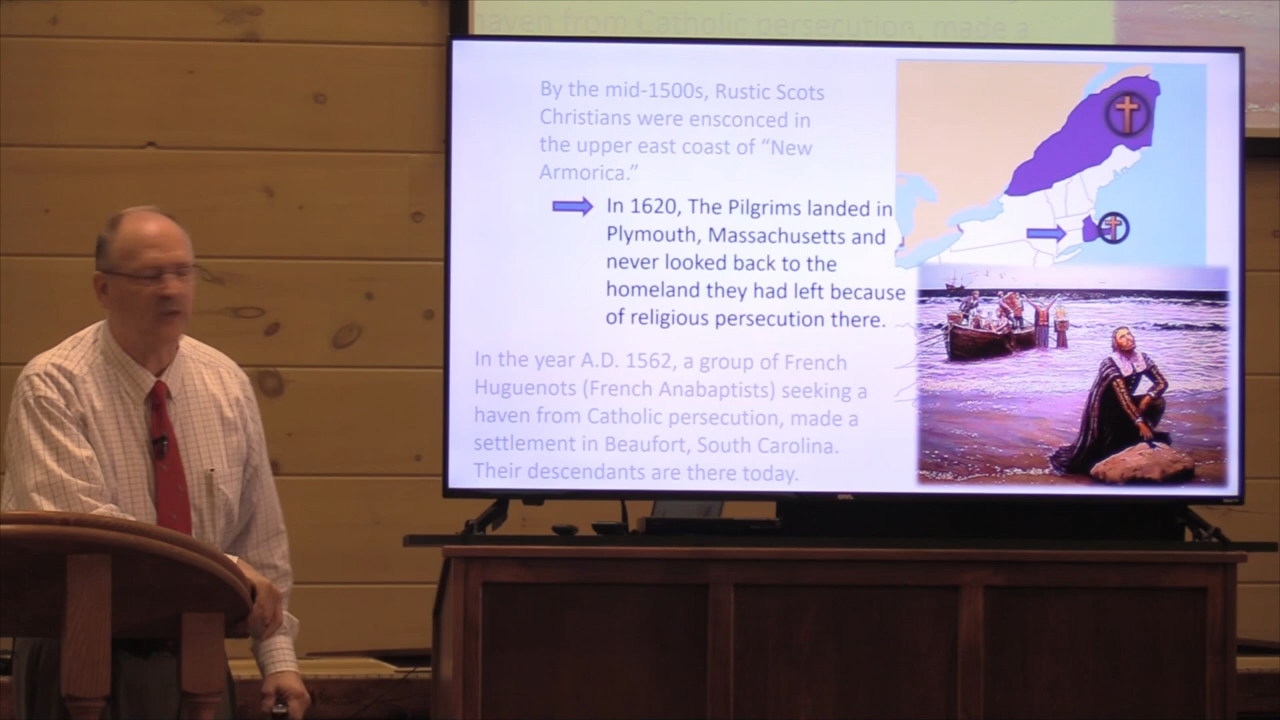 haven from Catholic persecution, made a
By the mid-1500s, Rustic Scots
Christians were ensconced in
the upper east coast of “New
Armorica.”
In 1620, The Pilgrims landed in
Plymouth, Massachusetts and
never looked back to the
homeland they had left because
of religious persecution there.
In the year A.D. 1562, a group of French
Huguenots (French Anabaptists) seeking a
haven from Catholic persecution, made a
settlement in Beaufort, South Carolina.
Their descendants are there today.